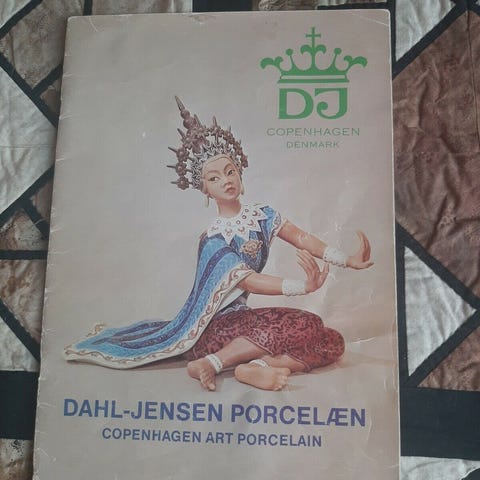 DJ
COPENHAGEN
DENMARK
DAHL-JENSEN PORCELÆN
COPENHAGEN ART PORCELAIN